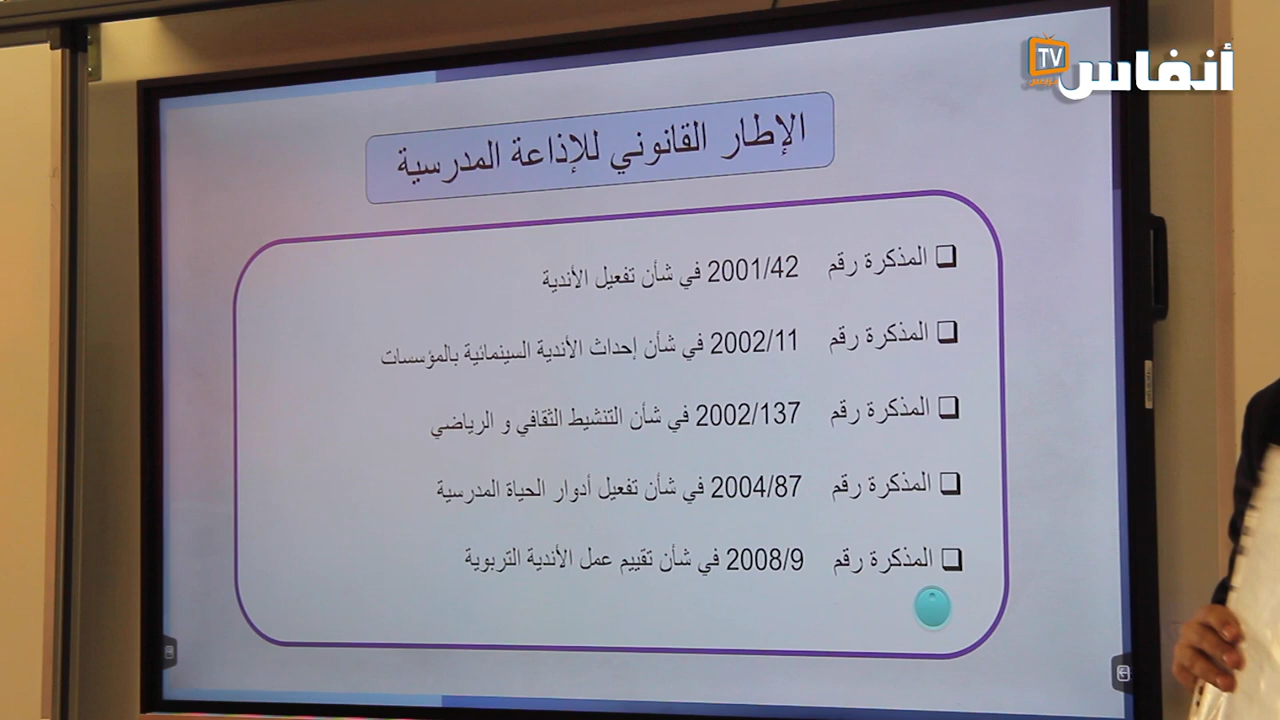 أنفاس
TV
الإطار القانوني للإذاعة المدرسية
❑ المذكرة رقم 2001/42 في شأن تفعيل الأندية
❑ المذكرة رقم 2002/11 في شأن إحداث الأندية السينمائية بالمؤسسات
❑ المذكرة رقم 2002/137 في شأن التنشيط الثقافي و الرياضي
❑ المذكرة رقم 2004/87 في شأن تفعيل أدوار الحياة المدرسية
❑ المذكرة رقم 2008/9 في شأن تقييم عمل الأندية التربوية